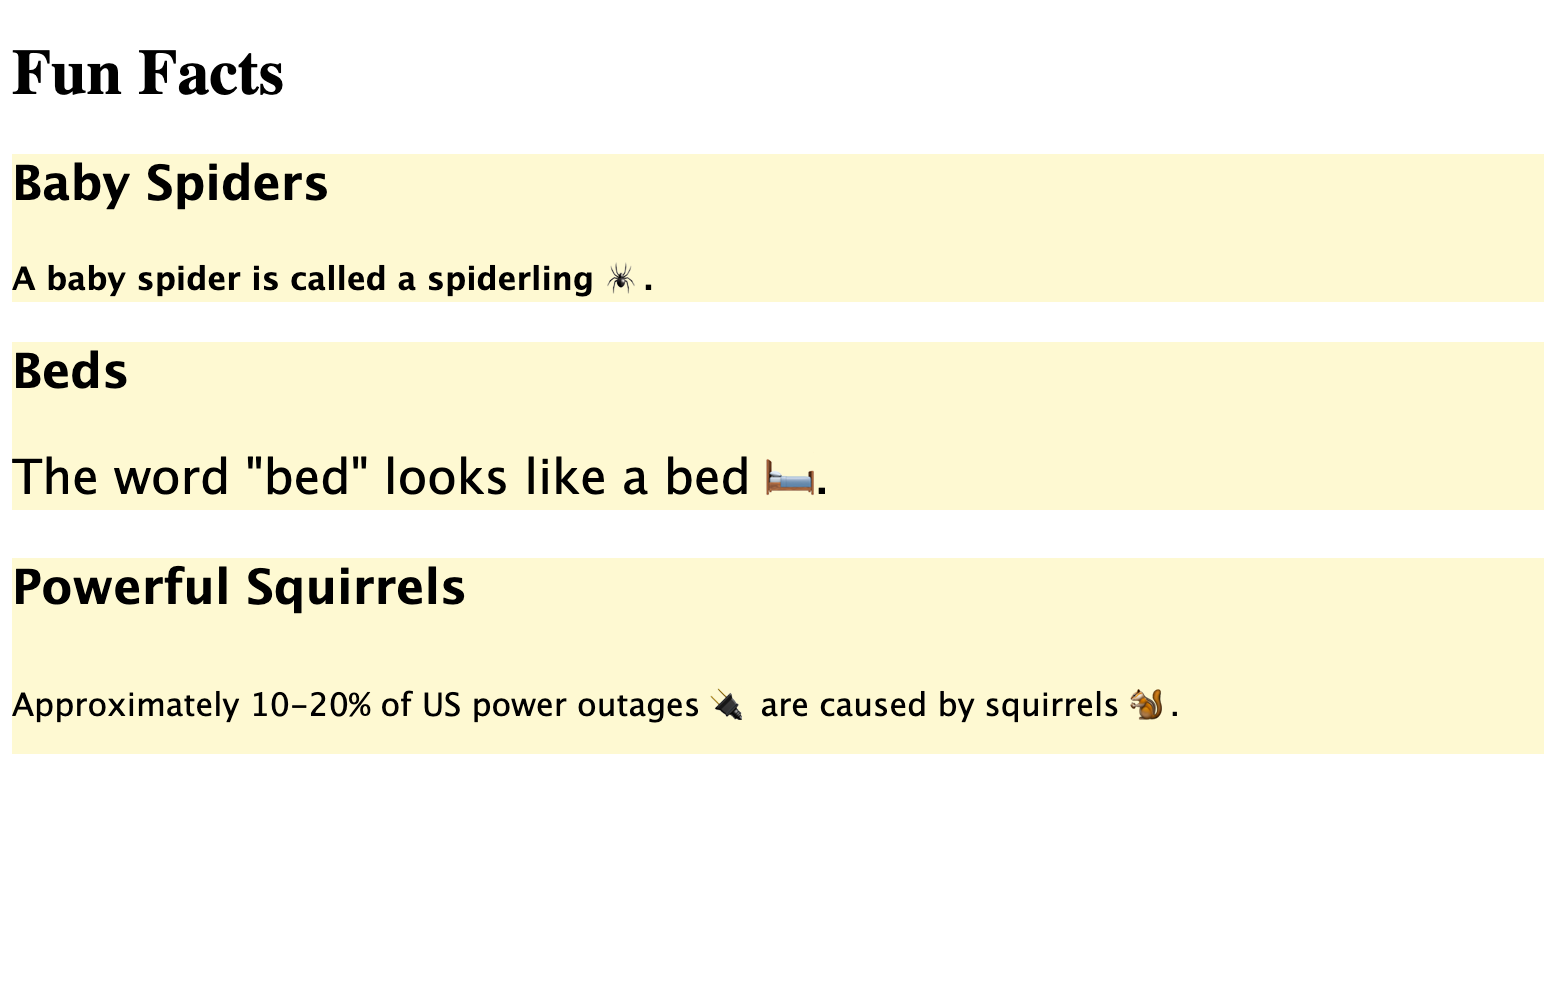 Fun Facts
Baby Spiders
A baby spider is called a spiderling 🕷.
Beds
The word "bed" looks like a bed 🛏.
Powerful Squirrels
Approximately 10–20% of US power outages 🔌 are caused by squirrels 🐿.